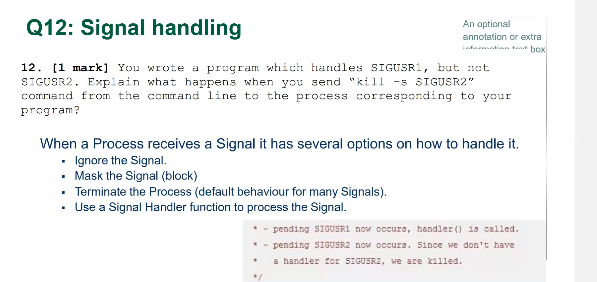 Q12: Signal handling
An optional
annotation or extra
information text box
12. [1 mark] You wrote a program which handles SIGUSR1, but not
SIGUSR2. Explain what happens when you send “kill -s SIGUSR2”
command from the command line to the process corresponding to your
program?
When a Process receives a Signal it has several options on how to handle it.
▪ Ignore the Signal.
▪ Mask the Signal (block)
▪ Terminate the Process (default behaviour for many Signals).
▪ Use a Signal Handler function to process the Signal.
* - pending SIGUSR1 now occurs, handler() is called.
* - pending SIGUSR2 now occurs. Since we don't have
* a handler for SIGUSR2, we are killed.
*/